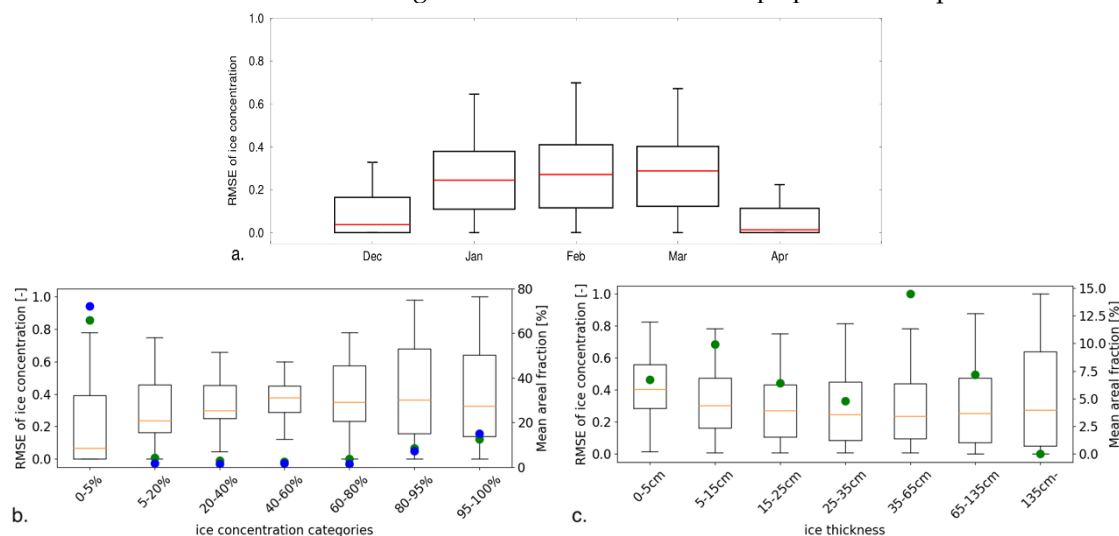 RMSE of ice concentration
1.0
0.8
0.6
0.4
0.2
0.0
Dec Jan Feb Mar Apr
a.
RMSE of ice concentration [-]
1.0
0.8
0.6
0.4
0.2
0.0
80
60
40
20
0
Mean areal fraction [%]
0-5% 5-20% 20-40% 40-60% 60-80% 80-95% 95-100%
ice concentration categories
b.
RMSE of ice concentration [-]
1.0
0.8
0.6
0.4
0.2
0.0
15.0
12.5
10.0
7.5
5.0
2.5
0.0
Mean areal fraction [%]
0-5cm 5-15cm 15-25cm 25-35cm 35-65cm 65-135cm 135cm-
ice thickness
c.